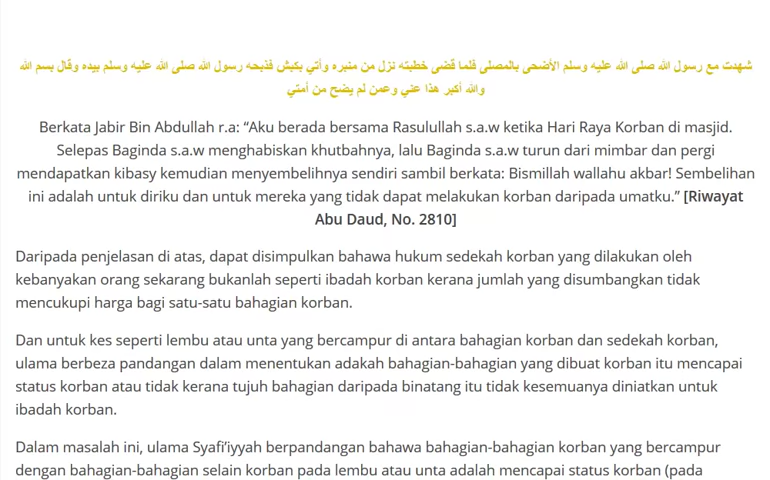 شهدت مع رسول الله صلى الله عليه وسلم الأضحى بالمصلى فلما قضى خطبته نزل من منبره وأتي بكبش فذبحه رسول الله صلى الله عليه وسلم بيده وقال بسم الله
والله أكبر هذا عني وعمن لم يضح من أمتي
Berkata Jabir Bin Abdullah r.a: “Aku berada bersama Rasulullah s.a.w ketika Hari Raya Korban di masjid.
Selepas Baginda s.a.w menghabiskan khutbahnya, lalu Baginda s.a.w turun dari mimbar dan pergi
mendapatkan kibasy kemudian menyembelihnya sendiri sambil berkata: Bismillah wallahu akbar! Sembelihan
ini adalah untuk diriku dan untuk mereka yang tidak dapat melakukan korban daripada umatku.” [Riwayat
Abu Daud, No. 2810]
Daripada penjelasan di atas, dapat disimpulkan bahawa hukum sedekah korban yang dilakukan oleh
kebanyakan orang sekarang bukanlah seperti ibadah korban kerana jumlah yang disumbangkan tidak
mencukupi harga bagi satu-satu bahagian korban.
Dan untuk kes seperti lembu atau unta yang bercampur di antara bahagian korban dan sedekah korban,
ulama berbeza pandangan dalam menentukan adakah bahagian-bahagian yang dibuat korban itu mencapai
status korban atau tidak kerana tujuh bahagian daripada binatang itu tidak kesemuanya diniatkan untuk
ibadah korban.
Dalam masalah ini, ulama Syafi’iyyah berpandangan bahawa bahagian-bahagian korban yang bercampur
dengan bahagian-bahagian selain korban pada lembu atau unta adalah mencapai status korban (pada